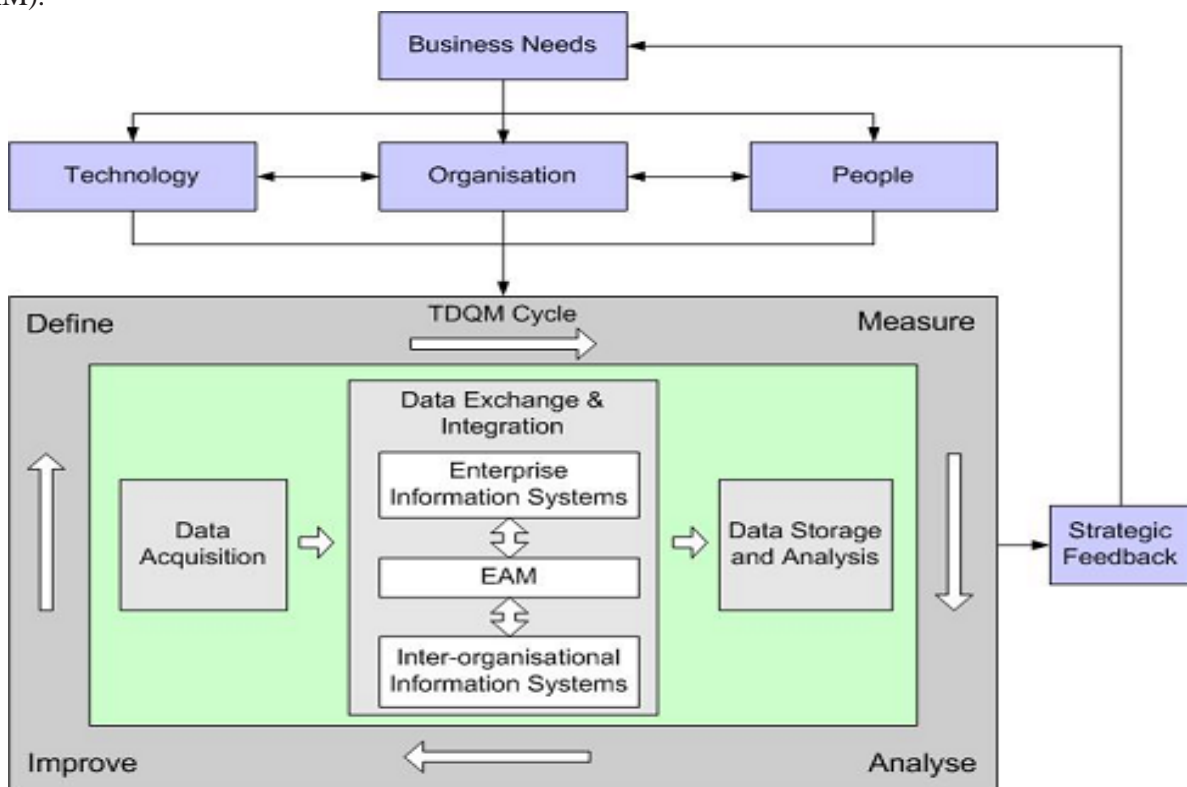 Business Needs
Technology
Organisation
People
Define
TDQM Cycle
Measure
Data Exchange &
Integration
Enterprise
Information Systems
Data
Acquisition
EAM
Data Storage
and Analysis
Strategic
Feedback
Inter-organisational
Information Systems
Improve
Analyse